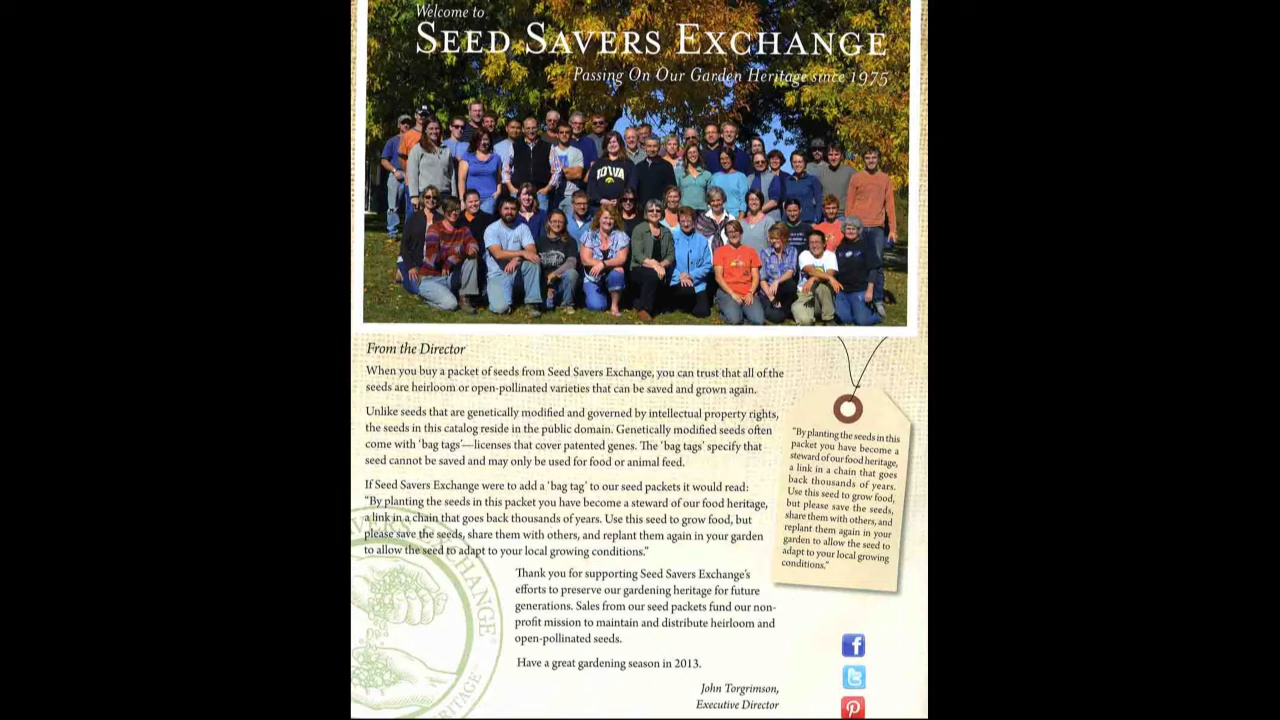 Welcome to
SEED SAVERS EXCHANGE
Passing On Our Garden Heritage since 1975
IOWA
From the Director
When you buy a packet of seeds from Seed Savers Exchange, you can trust that all of the
seeds are heirloom or open-pollinated varieties that can be saved and grown again.
Unlike seeds that are genetically modified and governed by intellectual property rights,
the seeds in this catalog reside in the public domain. Genetically modified seeds often
come with 'bag tags'—licenses that cover patented genes. The 'bag tags' specify that
seed cannot be saved and may only be used for food or animal feed.
If Seed Savers Exchange were to add a 'bag tag' to our seed packets it would read:
"By planting the seeds in this packet you have become a steward of our food heritage,
a link in a chain that goes back thousands of years. Use this seed to grow food, but
please save the seeds, share them with others, and replant them again in your garden
to allow the seed to adapt to your local growing conditions."
Thank you for supporting Seed Savers Exchange's
efforts to preserve our gardening heritage for future
generations. Sales from our seed packets fund our non-
profit mission to maintain and distribute heirloom and
open-pollinated seeds.
Have a great gardening season in 2013.
John Torgrimson,
Executive Director
"By planting the seeds in this
packet you have become a
steward of our food heritage,
a link in a chain that goes
back thousands of years.
Use this seed to grow food,
but please save the seeds,
share them with others, and
replant them again in your
garden to allow the seed to
adapt to your local growing
conditions."
VERS EXCHANGE
RITAGE